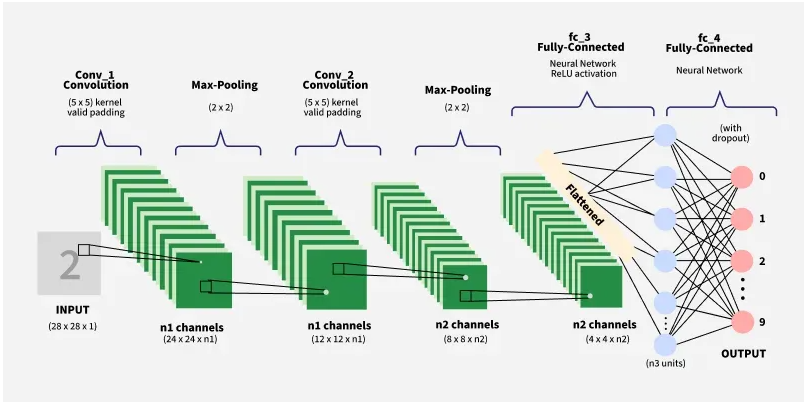 Conv_1
Convolution
(5 x 5) kernel
valid padding
Max-Pooling
(2 x 2)
Conv_2
Convolution
(5 x 5) kernel
valid padding
Max-Pooling
(2 x 2)
fc_3
Fully-Connected
Neural Network
ReLU activation
fc_4
Fully-Connected
Neural Network
(with
dropout)
2
INPUT
(28 x 28 x 1)
n1 channels
(24 x 24 x n1)
n1 channels
(12 x 12 x n1)
n2 channels
(8 x 8 x n2)
n2 channels
(4 x 4 x n2)
Flattened
(n3 units)
0
1
2
9
OUTPUT